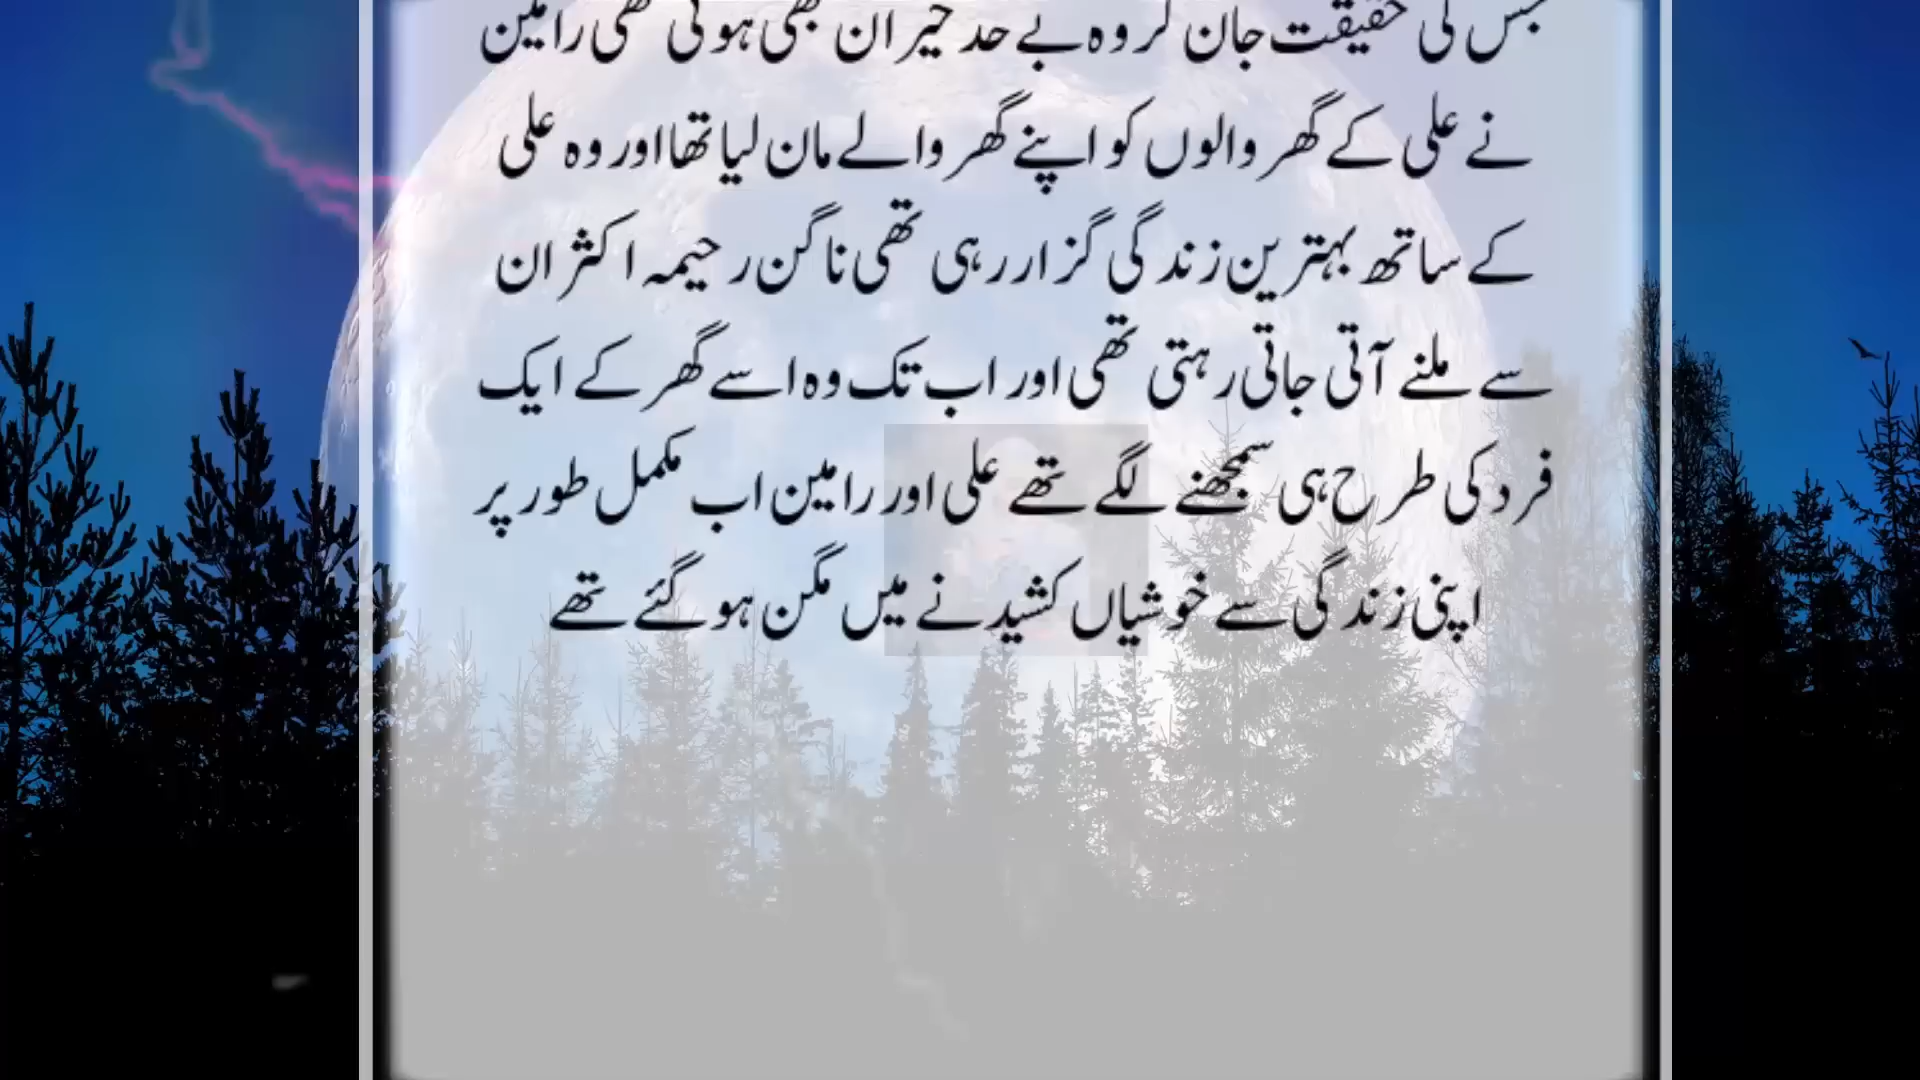 جس کی حقیقت جان کر وہ بے حد حیران بھی ہوئی تھی رامین
نے علی کے گھر والوں کو اپنے گھر والے مان لیا تھا اور وہ علی
کے ساتھ بہترین زندگی گزار رہی تھی ناگن رحیمہ اکثر ان
سے ملنے آتی جاتی رہتی تھی اور اب تک وہ اسے گھر کے ایک
فرد کی طرح ہی سمجھنے لگے تھے علی اور رامین اب مکمل طور پر
اپنی زندگی سے خوشیاں کشیدنے میں مگن ہو گئے تھے